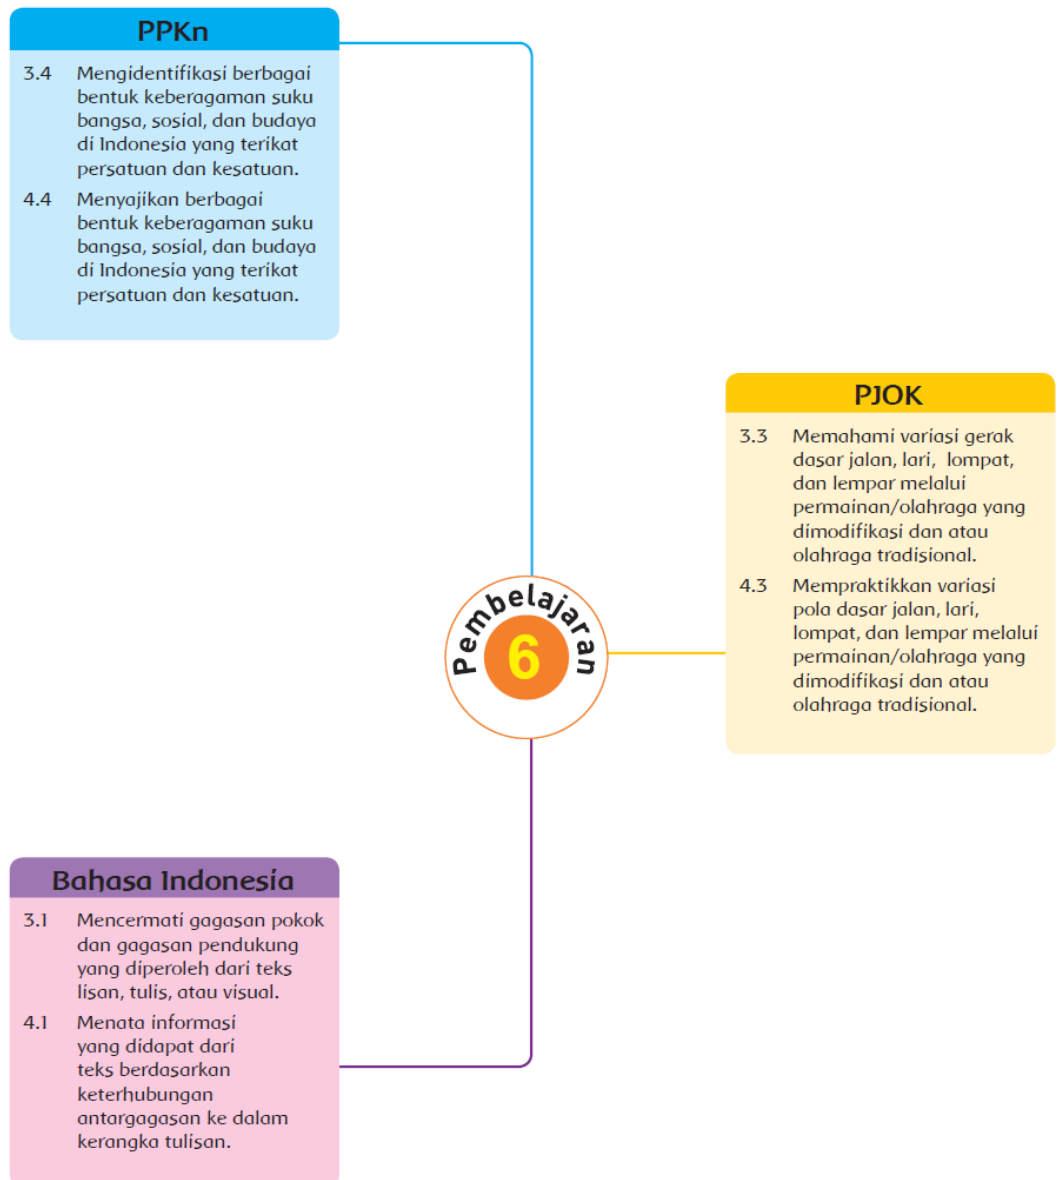 PPKn
3.4 Mengidentifikasi berbagai
bentuk keberagaman suku
bangsa, sosial, dan budaya
di Indonesia yang terikat
persatuan dan kesatuan.
4.4 Menyajikan berbagai
bentuk keberagaman suku
bangsa, sosial, dan budaya
di Indonesia yang terikat
persatuan dan kesatuan.
PJOK
3.3 Memahami variasi gerak
dasar jalan, lari, lompat,
dan lempar melalui
permainan/olahraga yang
dimodifikasi dan atau
olahraga tradisional.
4.3 Mempraktikkan variasi
pola dasar jalan, lari,
lompat, dan lempar melalui
permainan/olahraga yang
dimodifikasi dan atau
olahraga tradisional.
Pembelajaran
6
Bahasa Indonesia
3.1 Mencermati gagasan pokok
dan gagasan pendukung
yang diperoleh dari teks
lisan, tulis, atau visual.
4.1 Menata informasi
yang didapat dari
teks berdasarkan
keterhubungan
antargagasan ke dalam
kerangka tulisan.